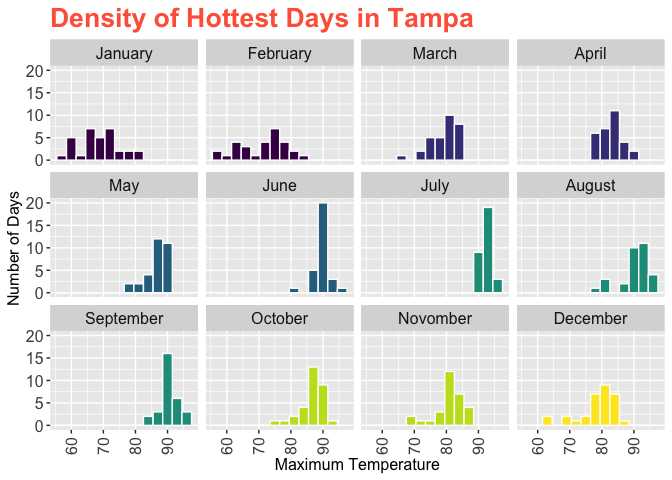 Density of Hottest Days in Tampa
January February March April
20
15
10
5
0
May June July August
20
15
10
5
0
Number of Days
September October Novomber December
20
15
10
5
0
60 70 80 90 60 70 80 90 60 70 80 90 60 70 80 90
Maximum Temperature